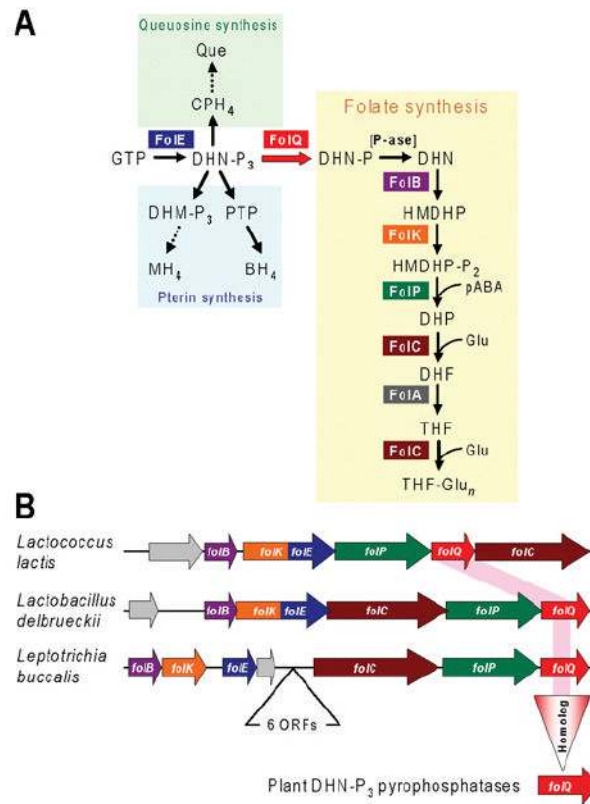 A
Queuosine synthesis
Que
CPH4
Folate synthesis
FolE
FolQ
[P-ase]
GTP
DHN-P3
DHN-P
DHN
FolB
DHM-P3
PTP
HMDHP
FolK
MH4
BH4
HMDHP-P2
Pterin synthesis
FolP
pABA
DHP
FolC
Glu
DHF
FolA
THF
FolC
Glu
THF-Glun
B
Lactococcus
lactis
folB
folK
folE
folP
folQ
folC
Lactobacillus
delbrueckii
folB
folK
folE
folC
folP
folQ
Leptotrichia
buccalis
folB
folK
folE
folC
folP
folQ
6 ORFs
Homolog
Plant DHN-P3 pyrophosphatases
folQ